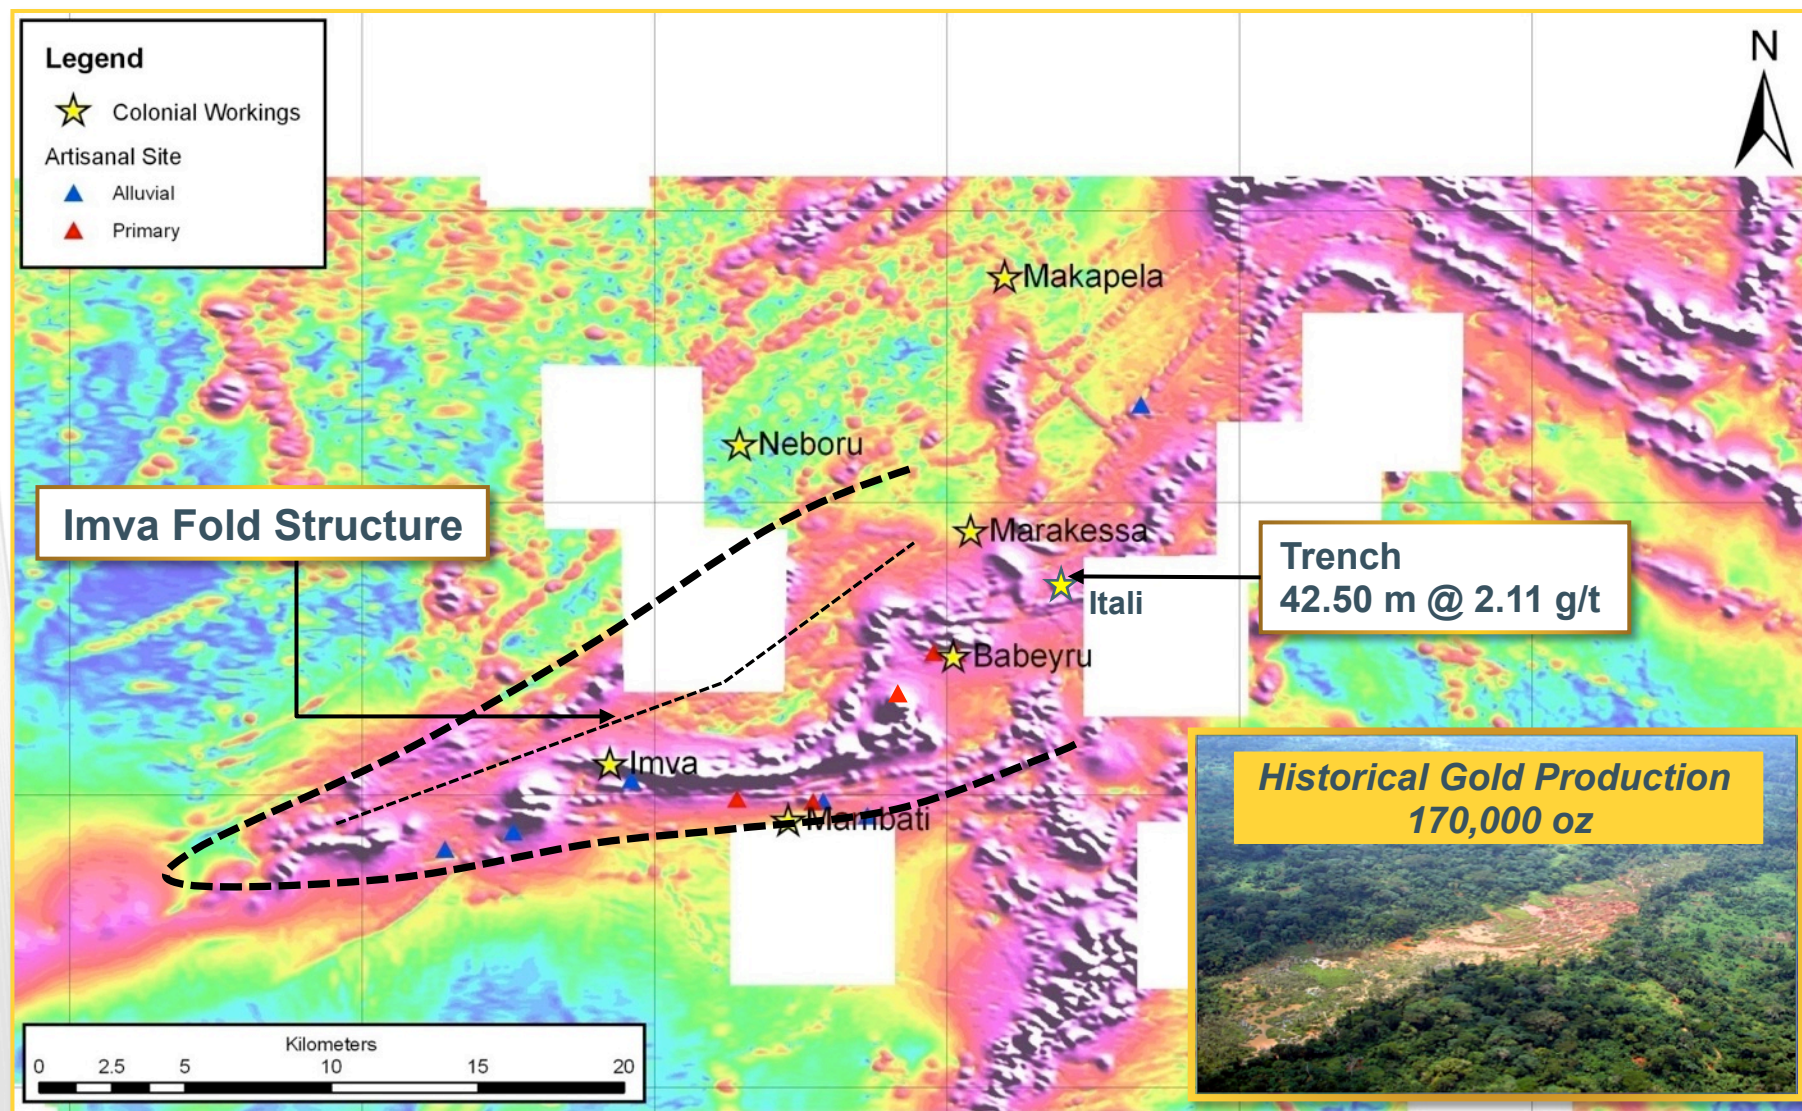 Legend
Colonial Workings
Artisanal Site
Alluvial
Primary
N
Makapela
Neboru
Imva Fold Structure
Marakessa
Trench
42.50 m @ 2.11 g/t
Itali
Babeyru
Imva
Mambati
Historical Gold Production
170,000 oz
Kilometers
0 2.5 5 10 15 20